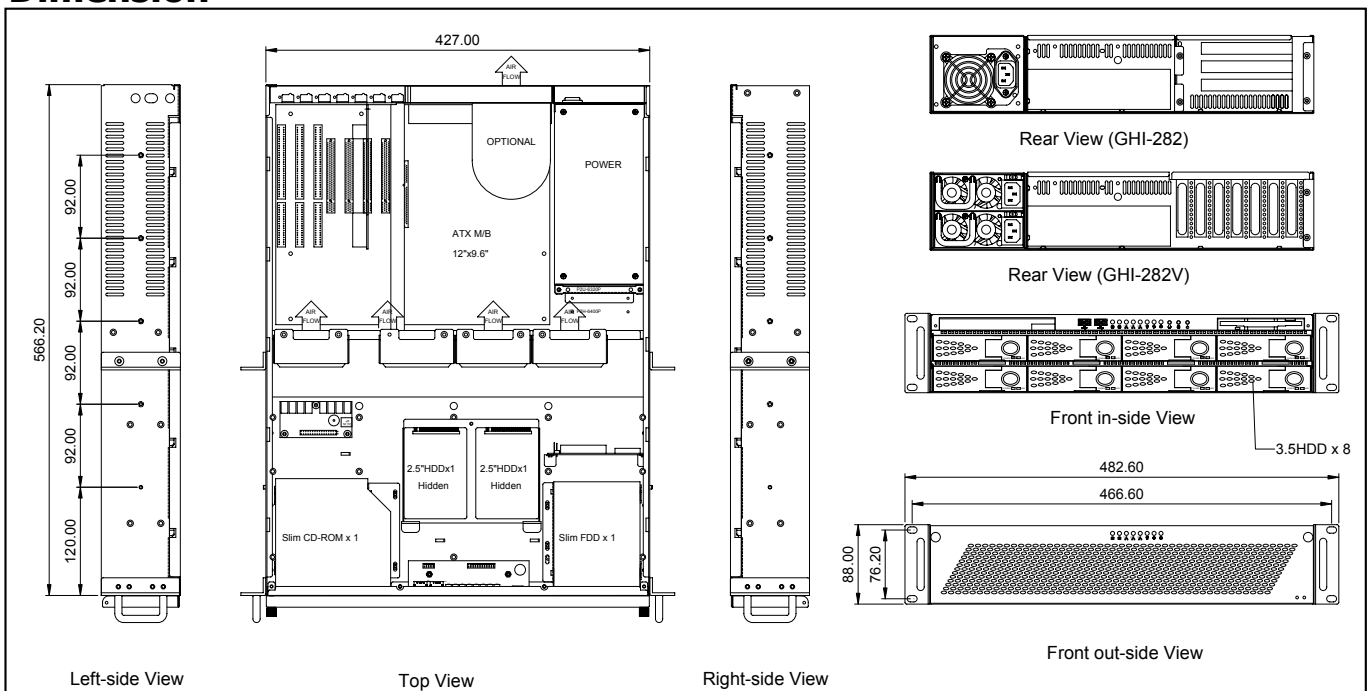 Dimension
427.00
AIR
FLOW
OPTIONAL
POWER
ATX M/B
12"x9.6"
AIR
FLOW
AIR
FLOW
AIR
FLOW
AIR
FLOW
2.5"HDDx1
Hidden
2.5"HDDx1
Hidden
Slim CD-ROM x 1
Slim FDD x 1
566.20
92.00
92.00
92.00
92.00
120.00
Left-side View
Top View
Right-side View
Rear View (GHI-282)
Rear View (GHI-282V)
Front in-side View
3.5HDD x 8
482.60
466.60
88.00
76.20
Front out-side View